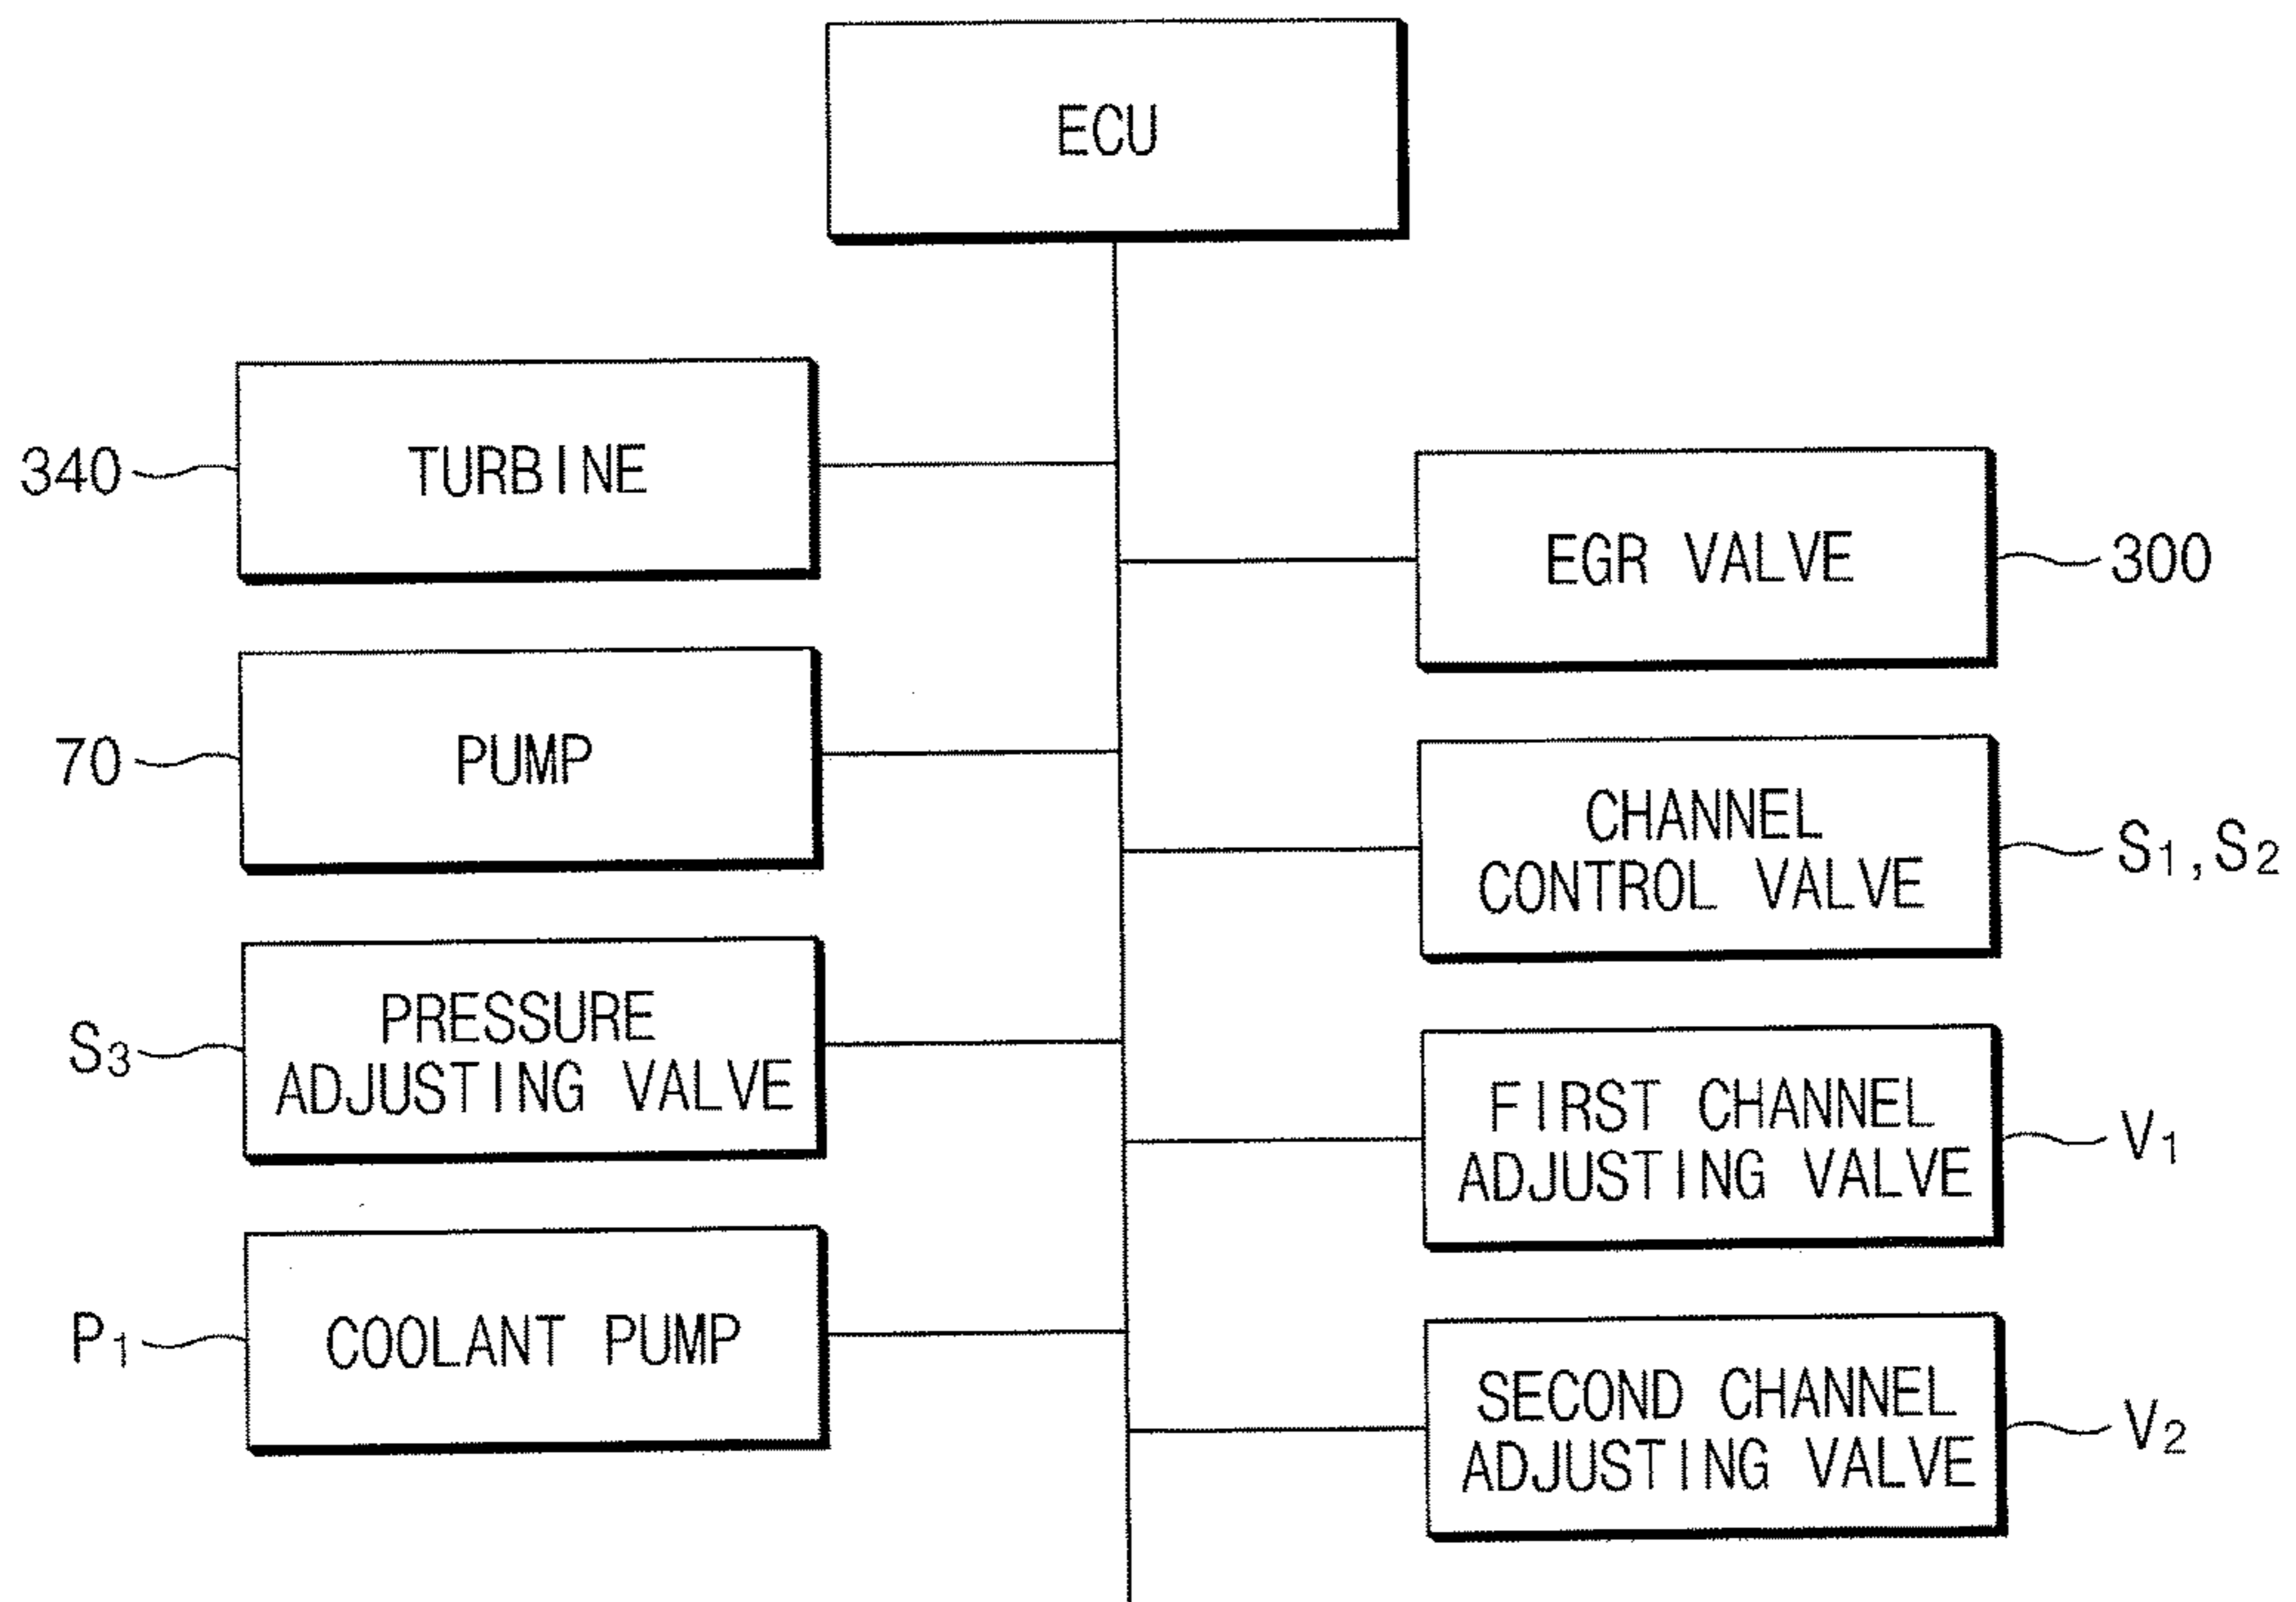 ECU
340
TURBINE
EGR VALVE
300
70
PUMP
CHANNEL
CONTROL VALVE
S1, S2
S3
PRESSURE
ADJUSTING VALVE
FIRST CHANNEL
ADJUSTING VALVE
V1
P1
COOLANT PUMP
SECOND CHANNEL
ADJUSTING VALVE
V2